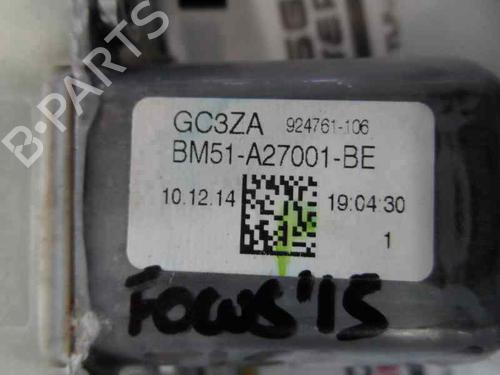 B-PARTS
GC3ZA 924761-106
BM51-A27001-BE
10.12.14 19:04:30
1
FOCUS'15